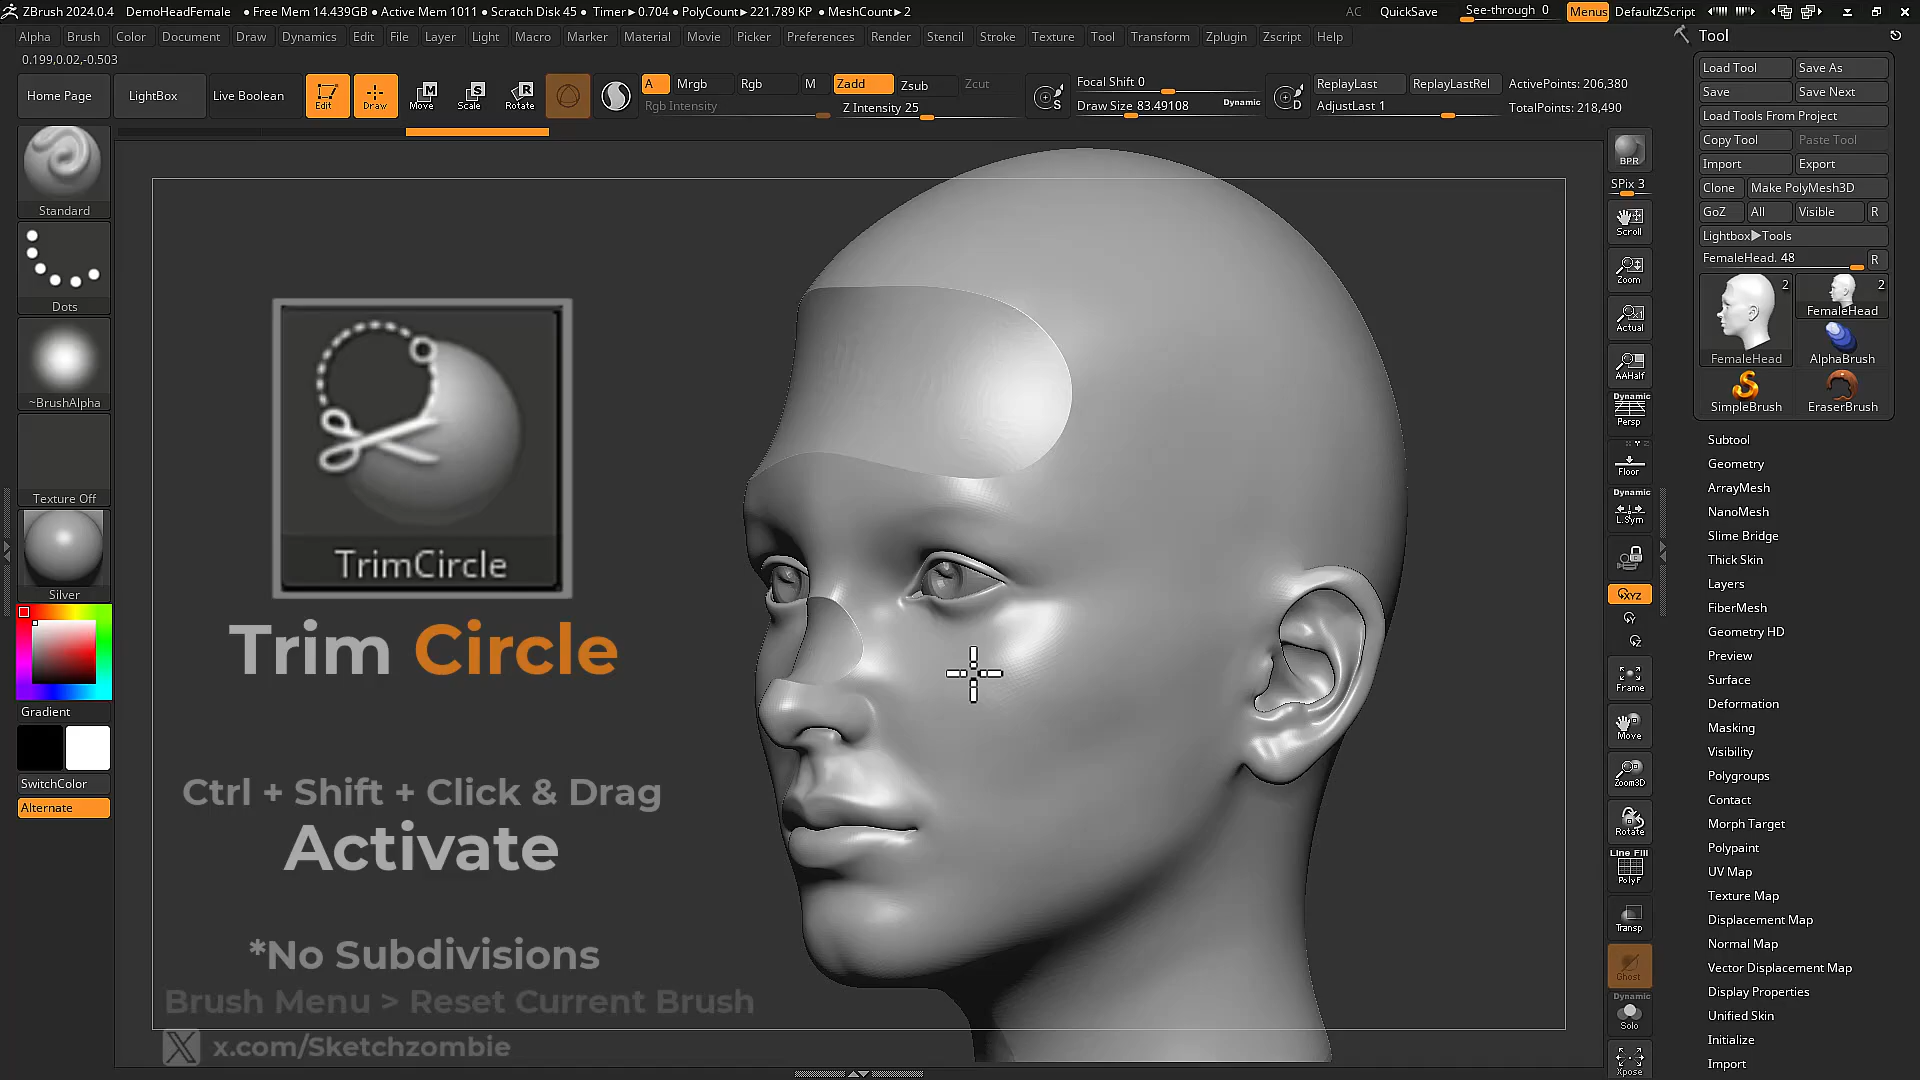 ZBrush 2024.0.4 DemoHeadFemale • Free Mem 14.439GB • Active Mem 1011 • Scratch Disk 45 • Timer▸0.704 • PolyCount▸221.789 KP • MeshCount▸2
AC QuickSave See-through 0 Menus DefaultZScript
Alpha Brush Color Document Draw Dynamics Edit File Layer Light Macro Marker Material Movie Picker Preferences Render Stencil Stroke Texture Tool Transform Zplugin Zscript Help
Tool
0.199,0.02,-0.503
Home Page LightBox Live Boolean Edit Draw Move Scale Rotate
A Mrgb Rgb M Zadd Zsub Zcut
Rgb Intensity Z Intensity 25
Focal Shift 0
Draw Size 83.49108 Dynamic
ReplayLast ReplayLastRel ActivePoints: 206,380
AdjustLast 1 TotalPoints: 218,490
Standard
Dots
~BrushAlpha
Texture Off
Silver
Gradient
SwitchColor
Alternate
TrimCircle
Trim Circle
Ctrl + Shift + Click & Drag
Activate
*No Subdivisions
Brush Menu > Reset Current Brush
x.com/Sketchzombie
BPR
SPix 3
Scroll
Zoom
Actual
AAHalf
Dynamic
Persp
Floor
Dynamic
L.Sym
XYZ
Frame
Move
Zoom3D
Rotate
Line Fill
PolyF
Transp
Ghost
Dynamic
Solo
Xpose
Load Tool Save As
Save Save Next
Load Tools From Project
Copy Tool Paste Tool
Import Export
Clone Make PolyMesh3D
GoZ All Visible R
Lightbox▶Tools
FemaleHead. 48 R
2 2
FemaleHead
FemaleHead AlphaBrush
SimpleBrush EraserBrush
Subtool
Geometry
ArrayMesh
NanoMesh
Slime Bridge
Thick Skin
Layers
FiberMesh
Geometry HD
Preview
Surface
Deformation
Masking
Visibility
Polygroups
Contact
Morph Target
Polypaint
UV Map
Texture Map
Displacement Map
Normal Map
Vector Displacement Map
Display Properties
Unified Skin
Initialize
Import